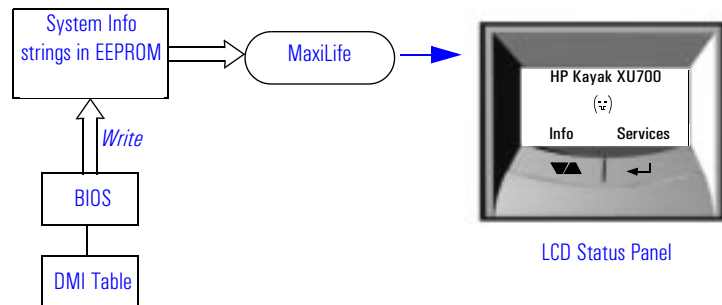 System Info
strings in EEPROM
MaxiLife
HP Kayak XU700
Info Services
Write
BIOS
LCD Status Panel
DMI Table